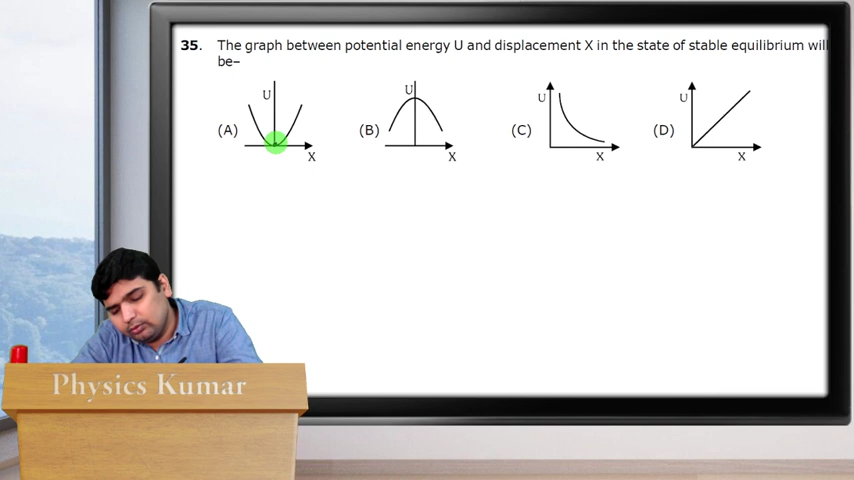 35. The graph between potential energy U and displacement X in the state of stable equilibrium will
be–
(A) U X (B) U X (C) U X (D) U X
Physics Kumar